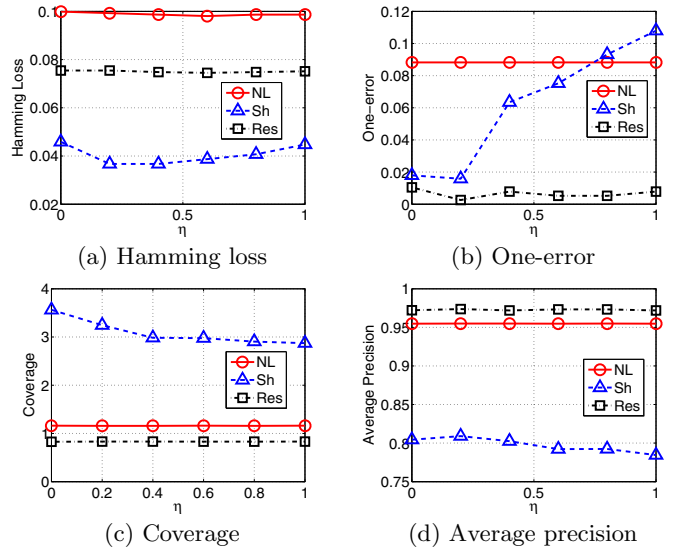 0.1
0.08
0.06
0.04
0.02
0
0.5
1
Hamming Loss
η
NL
Sh
Res
(a) Hamming loss
0.12
0.1
0.08
0.06
0.04
0.02
0
0
0.5
1
One-error
η
NL
Sh
Res
(b) One-error
4
3
2
1
0
0
0.2
0.4
0.6
0.8
1
Coverage
η
NL
Sh
Res
(c) Coverage
1
0.95
0.9
0.85
0.8
0.75
0
0.5
1
Average Precision
η
NL
Sh
Res
(d) Average precision